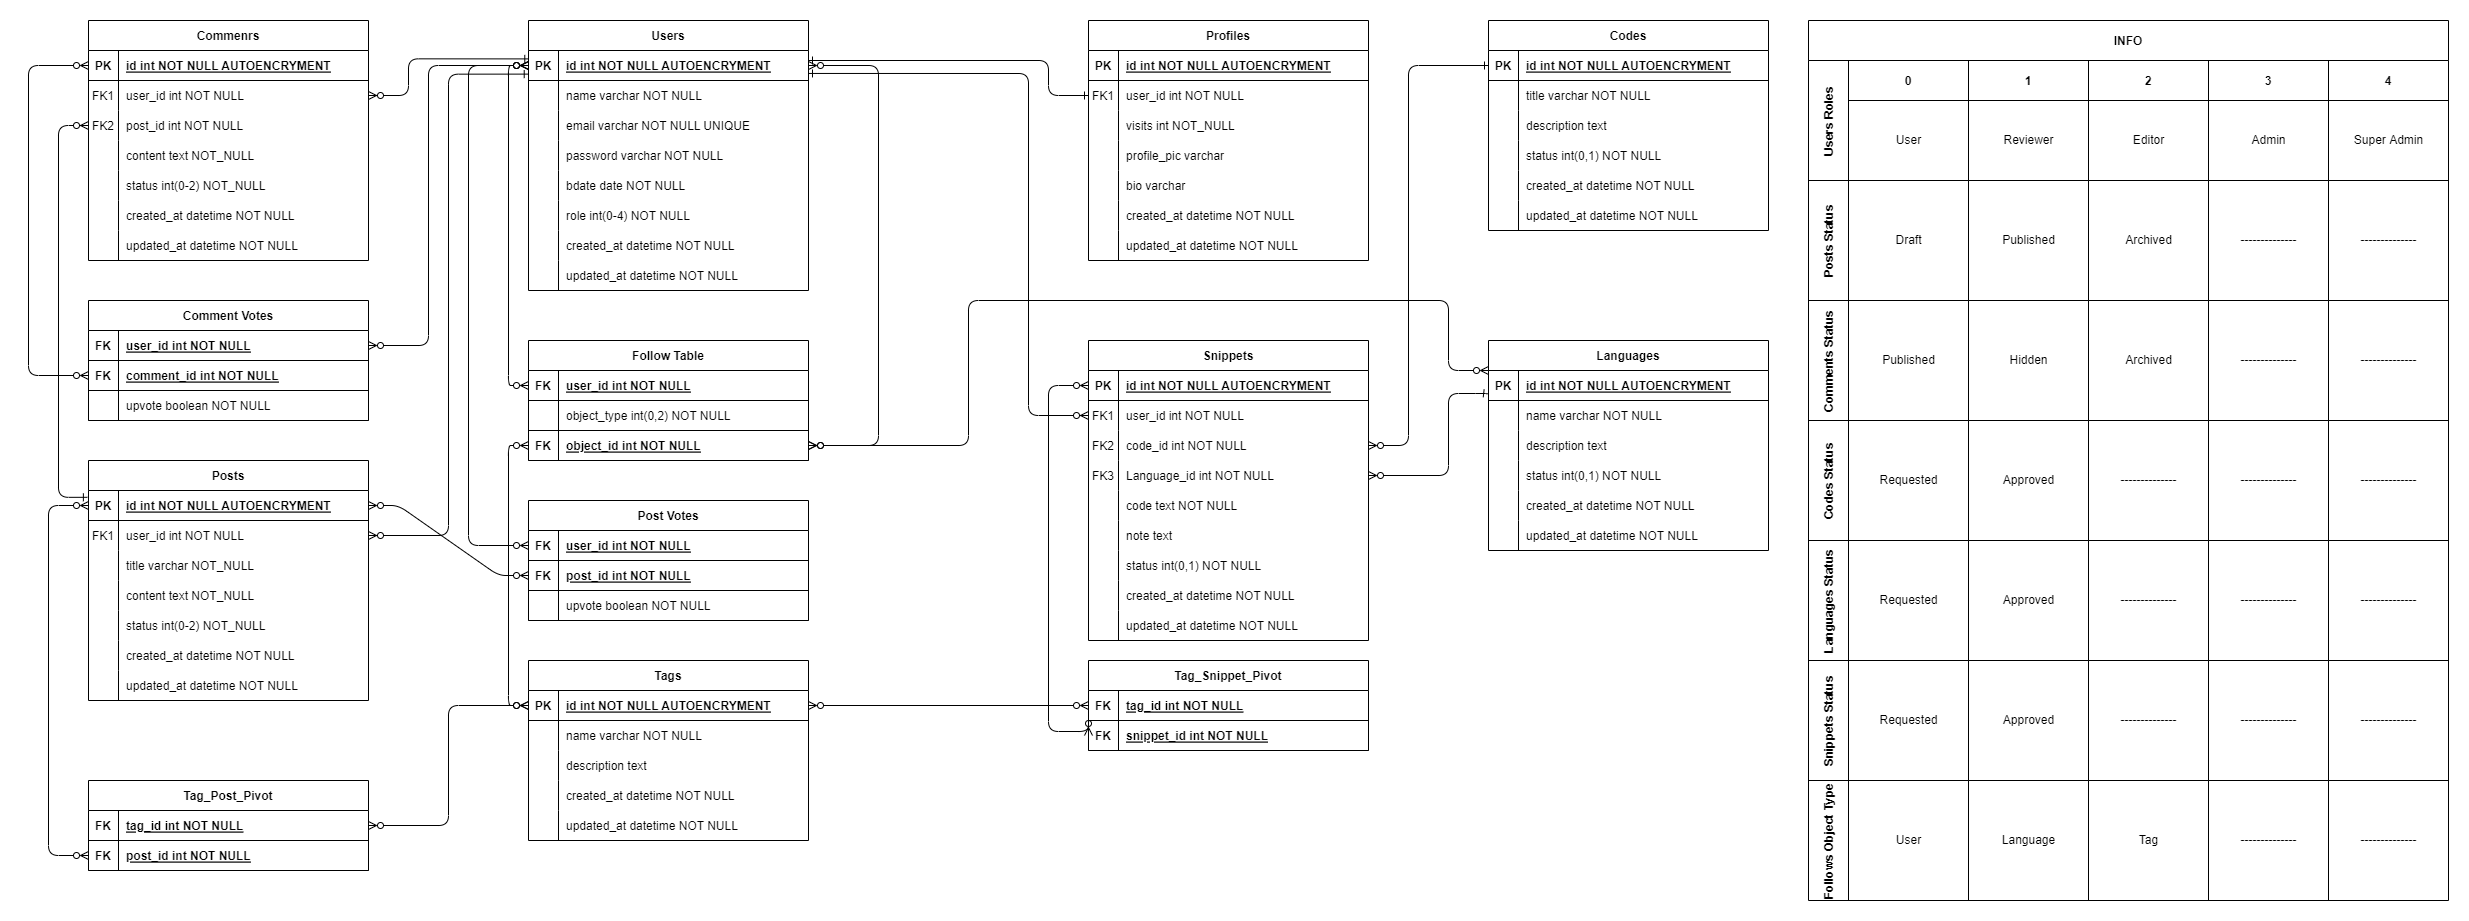 Commenrs
PK id int NOT NULL AUTOENCRYMENT
FK1 user_id int NOT NULL
FK2 post_id int NOT NULL
content text NOT_NULL
status int(0-2) NOT_NULL
created_at datetime NOT NULL
updated_at datetime NOT NULL
Comment Votes
FK user_id int NOT NULL
FK comment_id int NOT NULL
upvote boolean NOT NULL
Posts
PK id int NOT NULL AUTOENCRYMENT
FK1 user_id int NOT NULL
title varchar NOT_NULL
content text NOT_NULL
status int(0-2) NOT_NULL
created_at datetime NOT NULL
updated_at datetime NOT NULL
Tag_Post_Pivot
FK tag_id int NOT NULL
FK post_id int NOT NULL
Users
PK id int NOT NULL AUTOENCRYMENT
name varchar NOT NULL
email varchar NOT NULL UNIQUE
password varchar NOT NULL
bdate date NOT NULL
role int(0-4) NOT NULL
created_at datetime NOT NULL
updated_at datetime NOT NULL
Follow Table
FK user_id int NOT NULL
object_type int(0,2) NOT NULL
FK object_id int NOT NULL
Post Votes
FK user_id int NOT NULL
FK post_id int NOT NULL
upvote boolean NOT NULL
Tags
PK id int NOT NULL AUTOENCRYMENT
name varchar NOT NULL
description text
created_at datetime NOT NULL
updated_at datetime NOT NULL
Profiles
PK id int NOT NULL AUTOENCRYMENT
FK1 user_id int NOT NULL
visits int NOT_NULL
profile_pic varchar
bio varchar
created_at datetime NOT NULL
updated_at datetime NOT NULL
Snippets
PK id int NOT NULL AUTOENCRYMENT
FK1 user_id int NOT NULL
FK2 code_id int NOT NULL
FK3 Language_id int NOT NULL
code text NOT NULL
note text
status int(0,1) NOT NULL
created_at datetime NOT NULL
updated_at datetime NOT NULL
Tag_Snippet_Pivot
FK tag_id int NOT NULL
FK snippet_id int NOT NULL
Codes
PK id int NOT NULL AUTOENCRYMENT
title varchar NOT NULL
description text
status int(0,1) NOT NULL
created_at datetime NOT NULL
updated_at datetime NOT NULL
Languages
PK id int NOT NULL AUTOENCRYMENT
name varchar NOT NULL
description text
status int(0,1) NOT NULL
created_at datetime NOT NULL
updated_at datetime NOT NULL
INFO
Users Roles
0 1 2 3 4
User Reviewer Editor Admin Super Admin
Posts Status
Draft Published Archived -------------- --------------
Comments Status
Published Hidden Archived -------------- --------------
Codes Status
Requested Approved -------------- -------------- --------------
Languages Status
Requested Approved -------------- -------------- --------------
Snippets Status
Requested Approved -------------- -------------- --------------
Follows Object Type
User Language Tag -------------- --------------